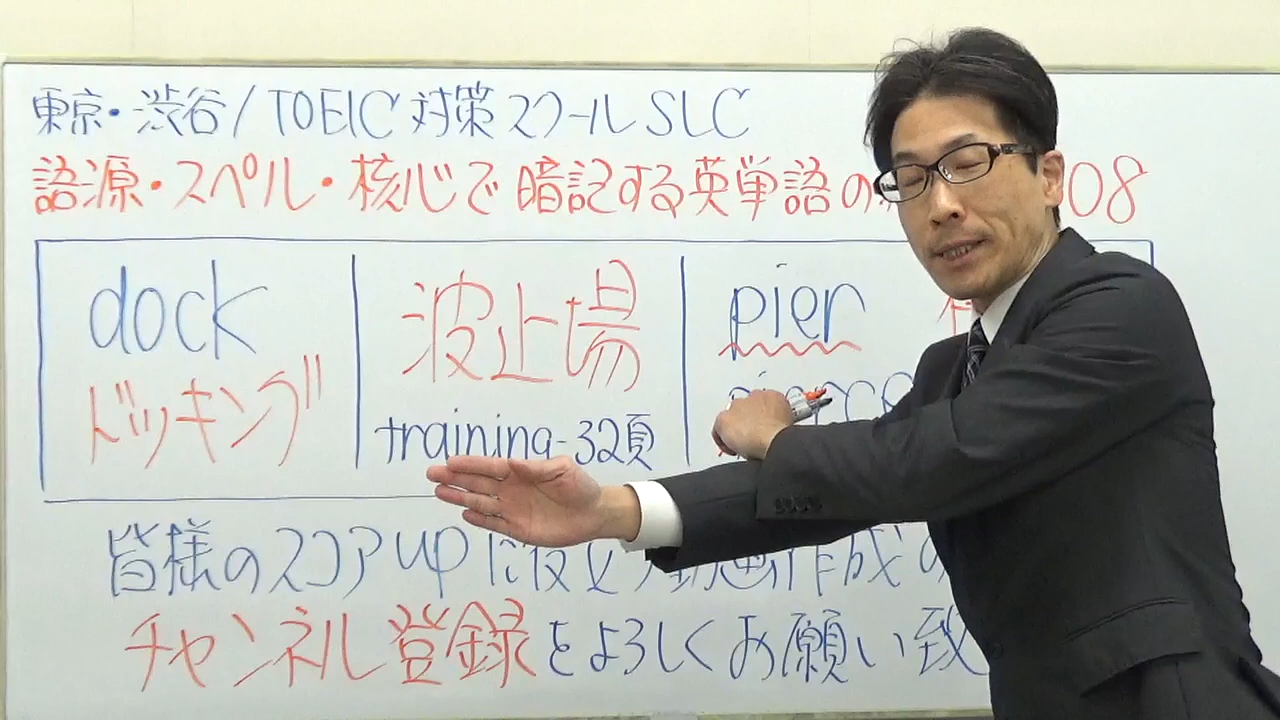 東京・渋谷/TOEIC対策スクールSLC
語源・スペル・核心で暗記する英単語の 08
dock
ドッキング
波止場
training-32頁
pier
pierce
皆様のスコアupに役立つ動画作成の
チャンネル登録をよろしくお願い致